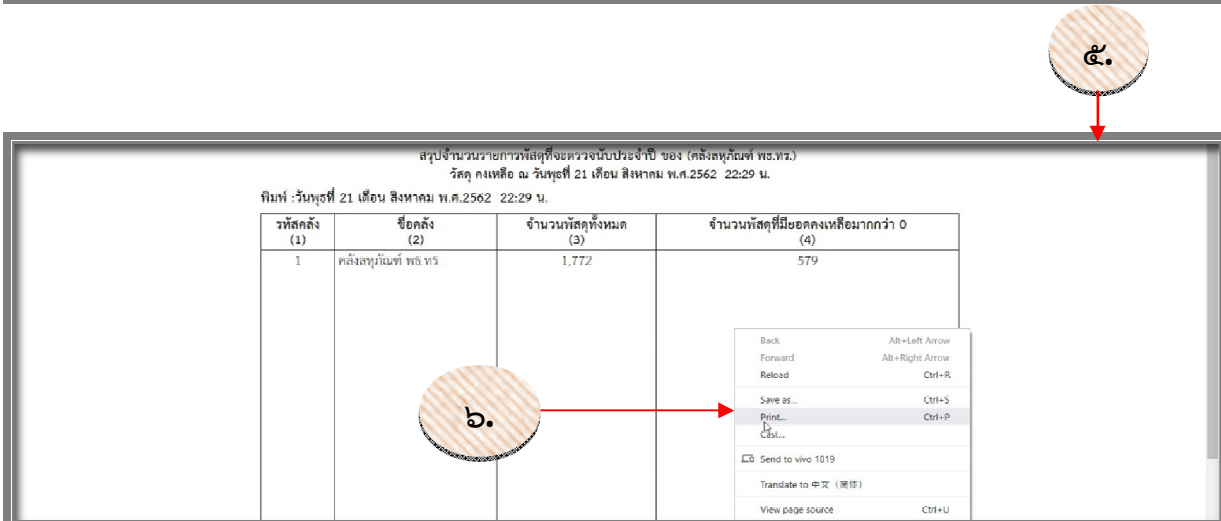 ๕.
สรุปจำนวนรายการพัสดุที่จะตรวจนับประจำปี ของ (คลังลหุภัณฑ์ พธ.ทร.)
วัสดุ คงเหลือ ณ วันพุธที่ 21 เดือน สิงหาคม พ.ศ.2562 22:29 น.
พิมพ์ :วันพุธที่ 21 เดือน สิงหาคม พ.ศ.2562 22:29 น.
รหัสคลัง ชื่อคลัง จำนวนพัสดุทั้งหมด จำนวนพัสดุที่มียอดคงเหลือมากกว่า 0
(1) (2) (3) (4)
1 คลังลหุภัณฑ์ พธ.ทร 1,772 579
Back Alt+Left Arrow
Forward Alt+Right Arrow
Reload Ctrl+R
Save as... Ctrl+S
๖.
Print... Ctrl+P
Cast...
Send to vivo 1819
Translate to 中文（简体）
View page source Ctrl+U